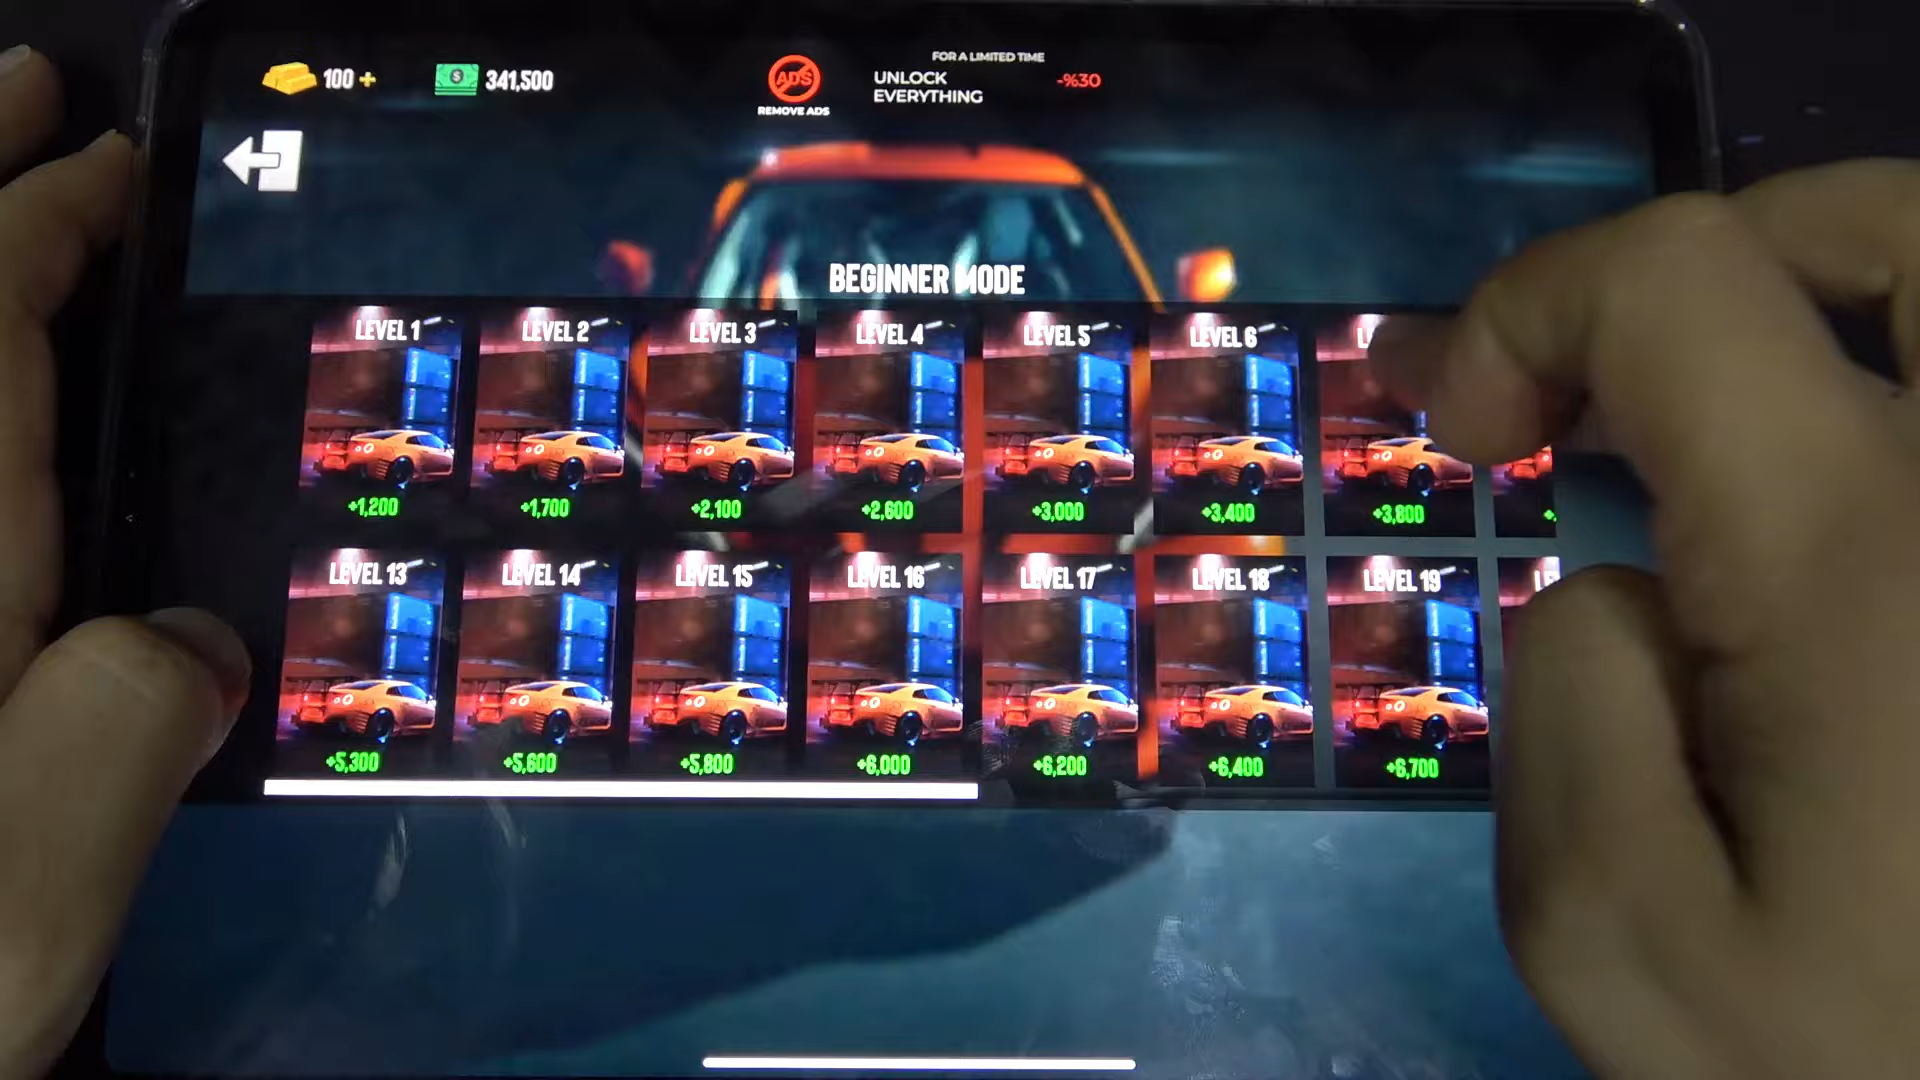 100 +
341,500
ADS
REMOVE ADS
FOR A LIMITED TIME
UNLOCK
EVERYTHING
-%30
BEGINNER MODE
LEVEL 1
LEVEL 2
LEVEL 3
LEVEL 4
LEVEL 5
LEVEL 6
+1,200
+1,700
+2,100
+2,600
+3,000
+3,400
+3,800
LEVEL 13
LEVEL 14
LEVEL 15
LEVEL 16
LEVEL 17
LEVEL 18
LEVEL 19
+5,300
+5,600
+5,800
+6,000
+6,200
+6,400
+6,700